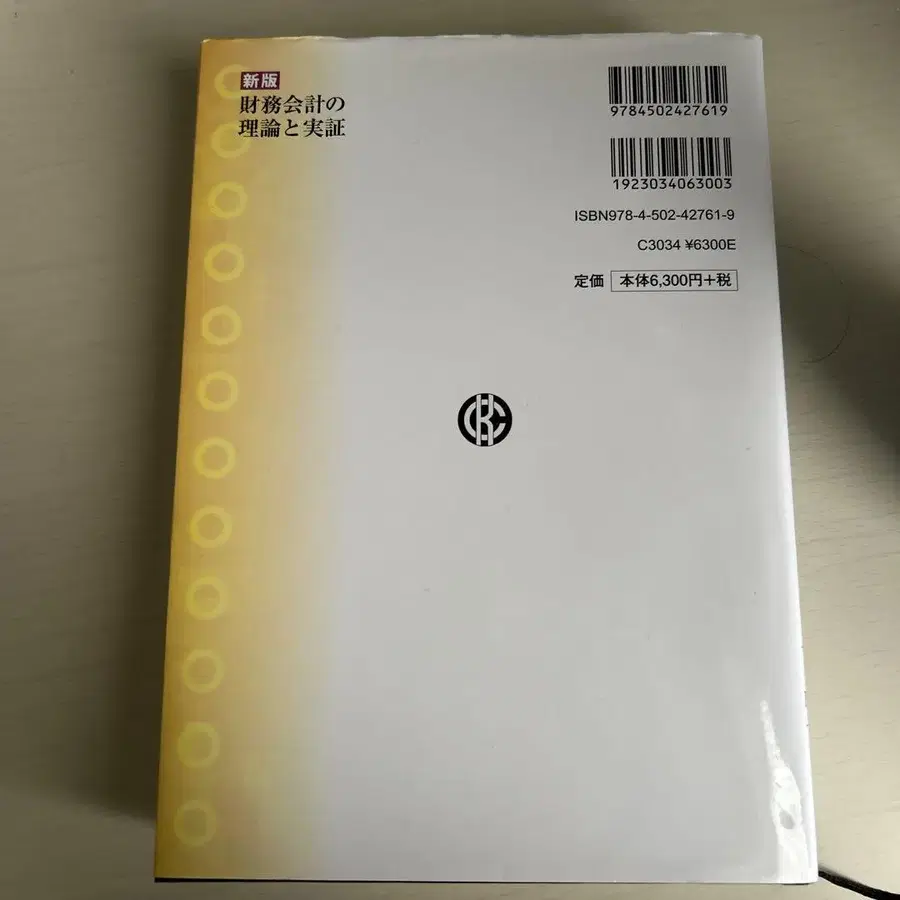 新版
財務会計の
理論と実証
9784502427619
1923034063003
ISBN978-4-502-42761-9
C3034 ¥6300E
定価 本体6,300円+税